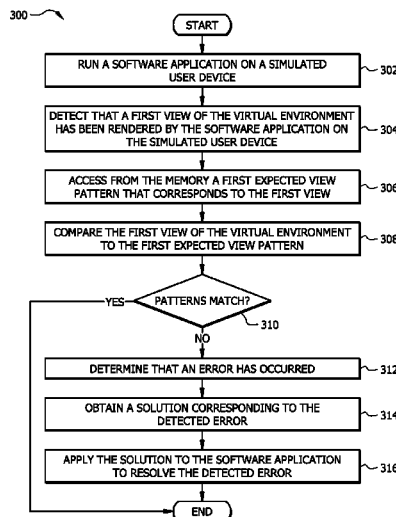 300
START
RUN A SOFTWARE APPLICATION ON A SIMULATED
USER DEVICE
302
DETECT THAT A FIRST VIEW OF THE VIRTUAL ENVIRONMENT
HAS BEEN RENDERED BY THE SOFTWARE APPLICATION ON
THE SIMULATED USER DEVICE
304
ACCESS FROM THE MEMORY A FIRST EXPECTED VIEW
PATTERN THAT CORRESPONDS TO THE FIRST VIEW
306
COMPARE THE FIRST VIEW OF THE VIRTUAL ENVIRONMENT
TO THE FIRST EXPECTED VIEW PATTERN
308
YES
PATTERNS MATCH?
310
NO
DETERMINE THAT AN ERROR HAS OCCURRED
312
OBTAIN A SOLUTION CORRESPONDING TO THE
DETECTED ERROR
314
APPLY THE SOLUTION TO THE SOFTWARE APPLICATION
TO RESOLVE THE DETECTED ERROR
316
END